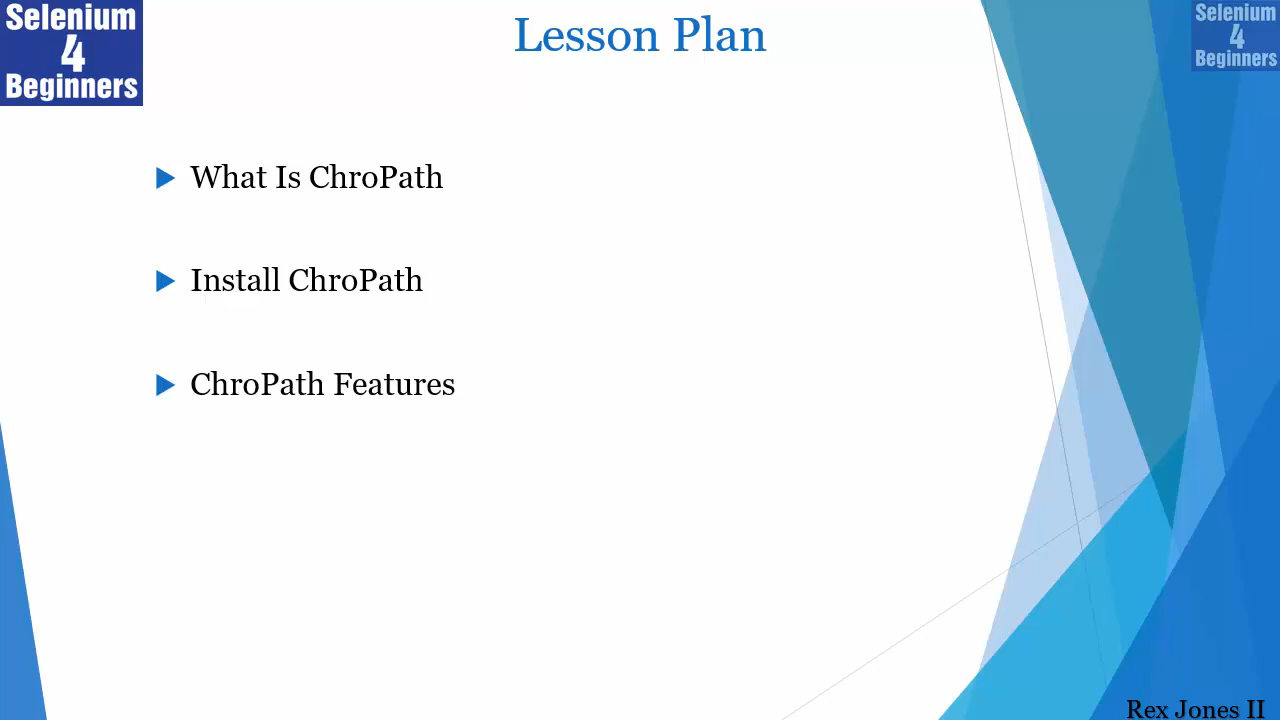 Selenium
4
Beginners
Lesson Plan
Selenium
4
Beginners
What Is ChroPath
Install ChroPath
ChroPath Features
Rex Jones II